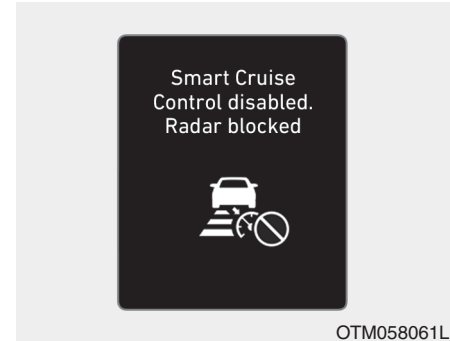 Smart Cruise
Control disabled.
Radar blocked
OTM058061L